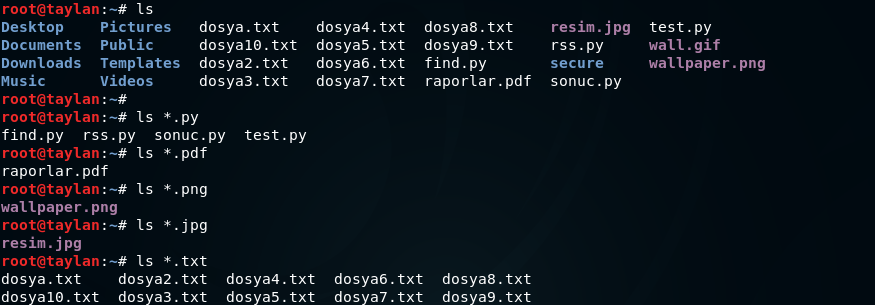 root@taylan:~# ls
Desktop    Pictures   dosya.txt    dosya4.txt  dosya8.txt    resim.jpg  test.py
Documents  Public     dosya10.txt  dosya5.txt  dosya9.txt    rss.py     wall.gif
Downloads  Templates  dosya2.txt   dosya6.txt  find.py       secure     wallpaper.png
Music      Videos     dosya3.txt   dosya7.txt  raporlar.pdf  sonuc.py
root@taylan:~#
root@taylan:~# ls *.py
find.py  rss.py  sonuc.py  test.py
root@taylan:~# ls *.pdf
raporlar.pdf
root@taylan:~# ls *.png
wallpaper.png
root@taylan:~# ls *.jpg
resim.jpg
root@taylan:~# ls *.txt
dosya.txt    dosya2.txt  dosya4.txt  dosya6.txt  dosya8.txt
dosya10.txt  dosya3.txt  dosya5.txt  dosya7.txt  dosya9.txt